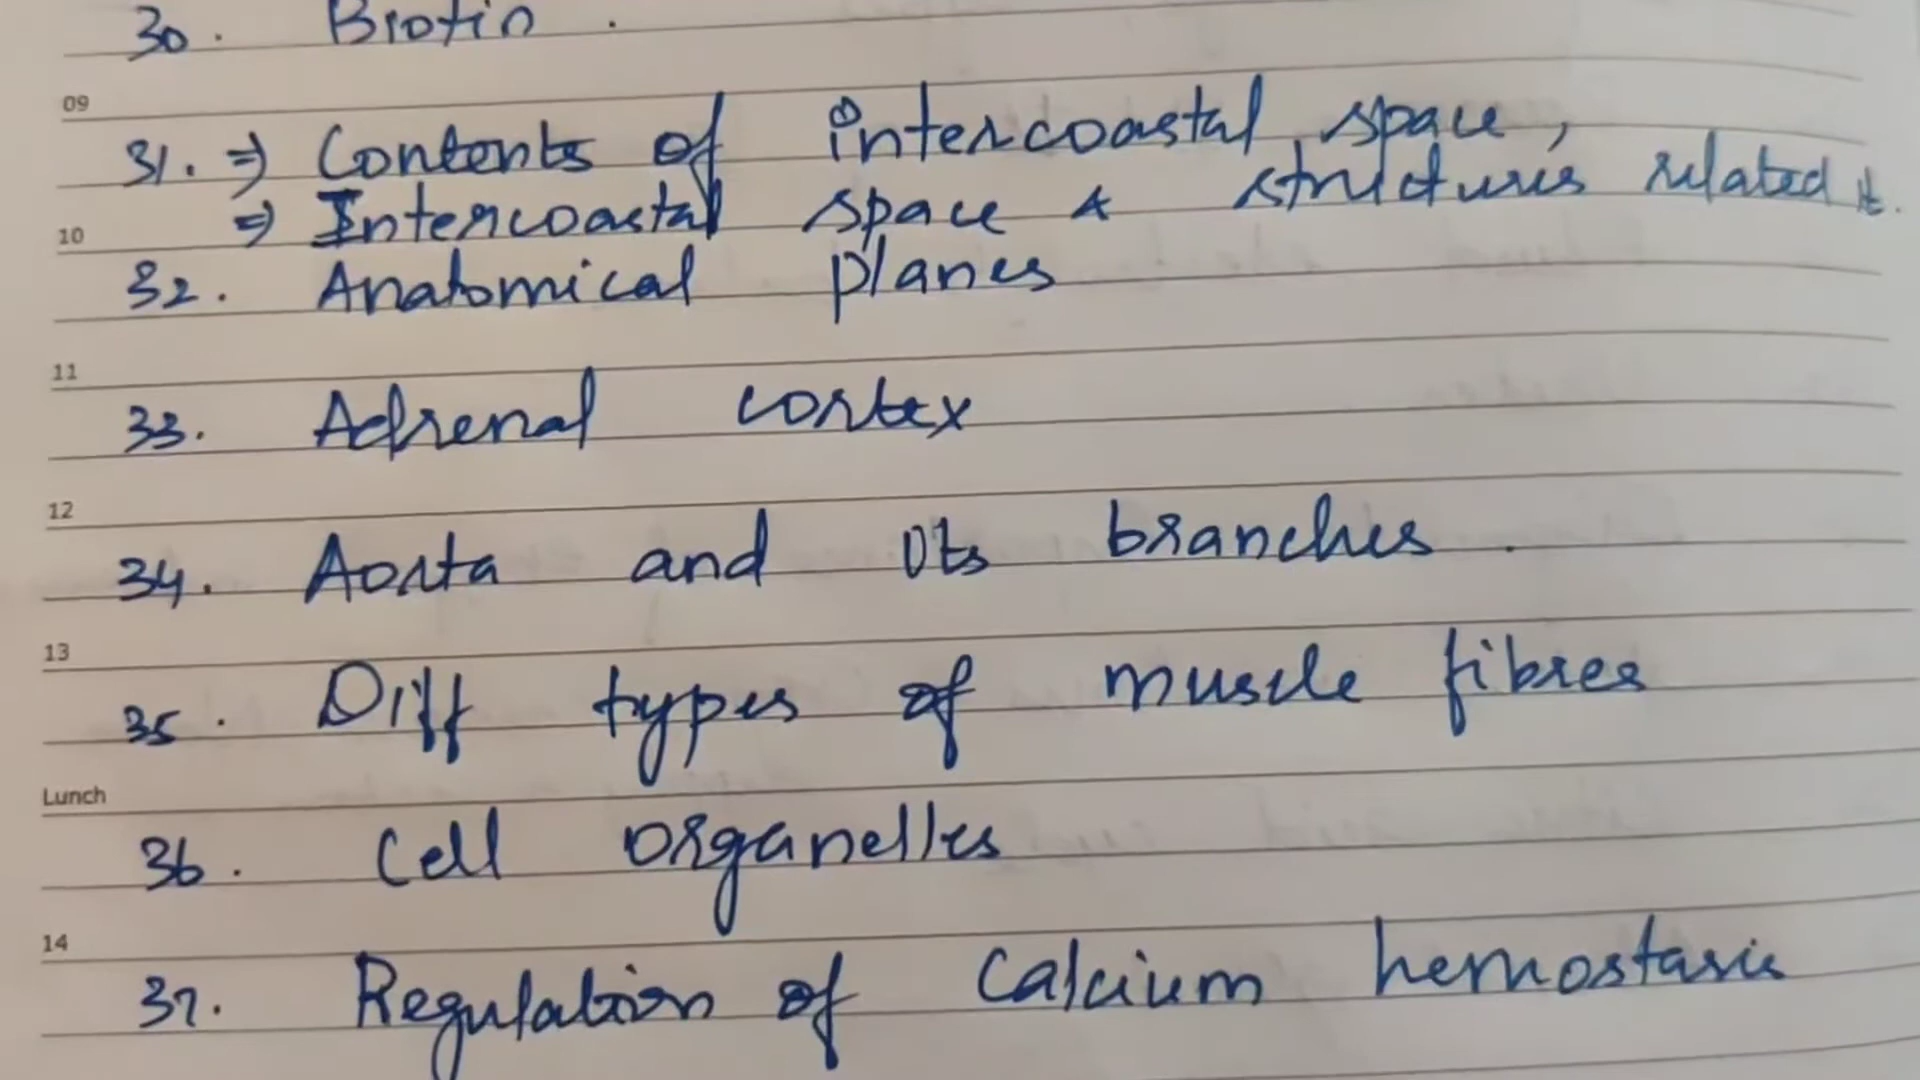 30. Biotin.
09
31. ⇒ Contents of intercoastal space,
⇒ Intercoastal space & structures related
10
32. Anatomical planes
11
33. Adrenal cortex
12
34. Aorta and its branches.
13
35. Diff types of muscle fibres
Lunch
36. Cell organelles
14
37. Regulation of Calcium hemostasis